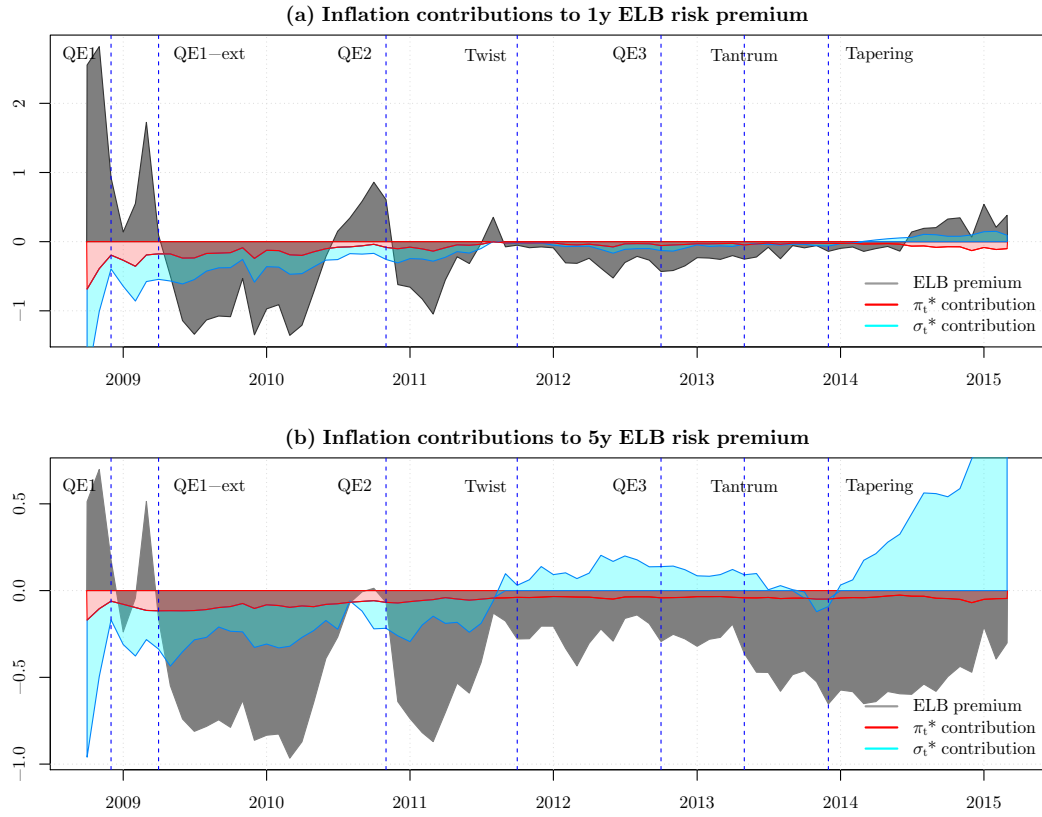 (a) Inflation contributions to 1y ELB risk premium
QE1 QE1−ext QE2 Twist QE3 Tantrum Tapering
2
1
0
−1
ELB premium
πt* contribution
σt* contribution
2009 2010 2011 2012 2013 2014 2015
(b) Inflation contributions to 5y ELB risk premium
QE1 QE1−ext QE2 Twist QE3 Tantrum Tapering
0.5
0.0
−0.5
−1.0
ELB premium
πt* contribution
σt* contribution
2009 2010 2011 2012 2013 2014 2015